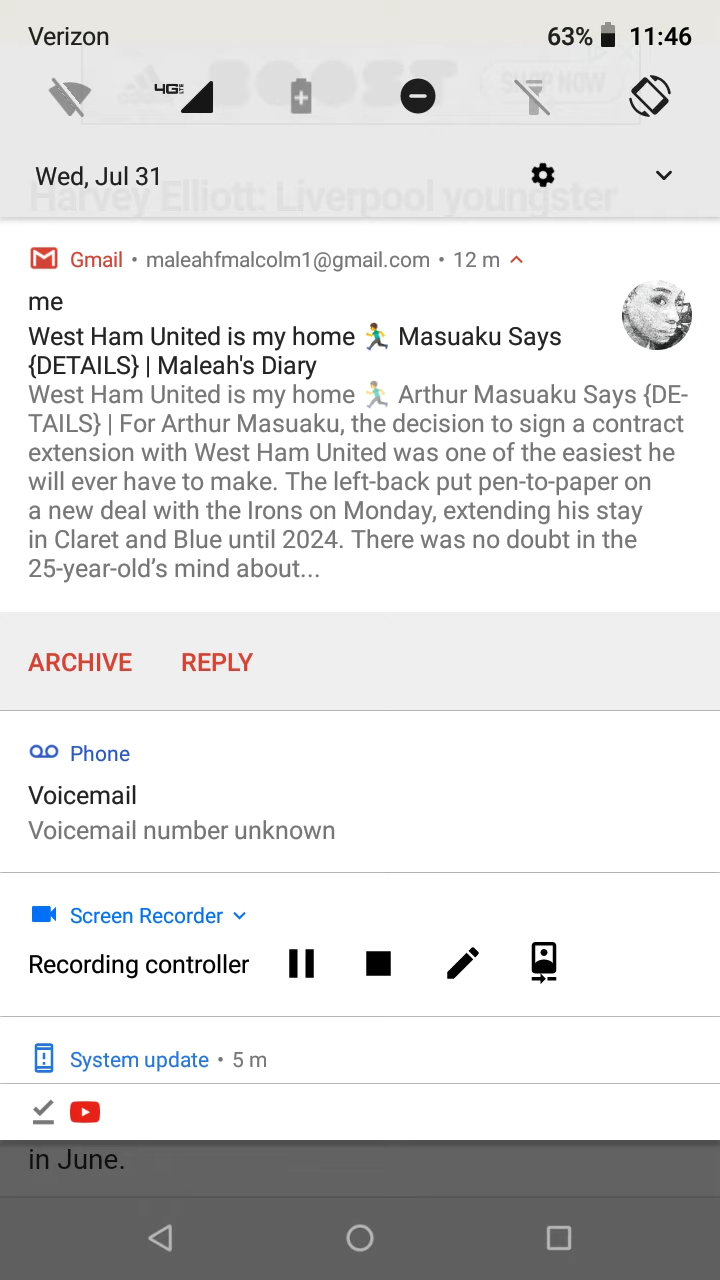 Verizon 63% 11:46
4G LTE
BOOST SHOP NOW
Wed, Jul 31
Harvey Elliott: Liverpool youngster
Gmail • maleahfmalcolm1@gmail.com • 12 m
me
West Ham United is my home 🏃‍♂️ Masuaku Says
{DETAILS} | Maleah's Diary
West Ham United is my home 🏃‍♂️ Arthur Masuaku Says {DE-
TAILS} | For Arthur Masuaku, the decision to sign a contract
extension with West Ham United was one of the easiest he
will ever have to make. The left-back put pen-to-paper on
a new deal with the Irons on Monday, extending his stay
in Claret and Blue until 2024. There was no doubt in the
25-year-old’s mind about...
ARCHIVE REPLY
Phone
Voicemail
Voicemail number unknown
Screen Recorder
Recording controller
System update • 5 m
in June.